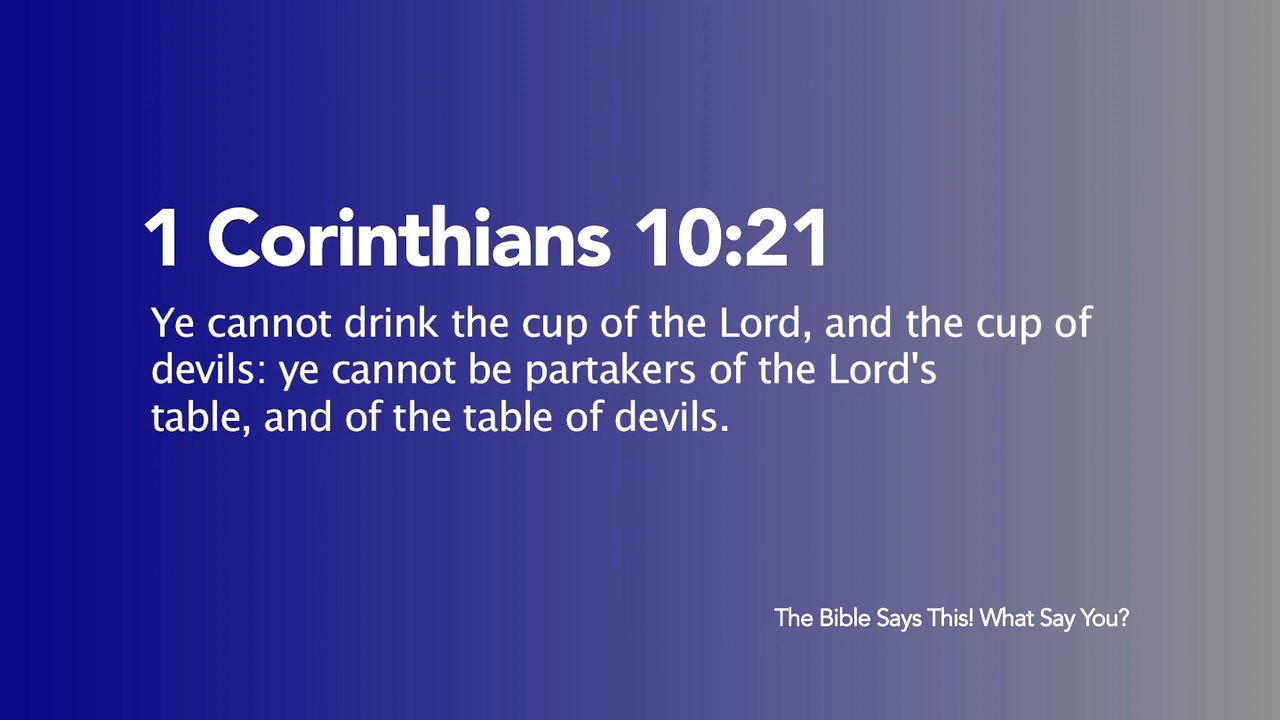 1 Corinthians 10:21
Ye cannot drink the cup of the Lord, and the cup of
devils: ye cannot be partakers of the Lord's
table, and of the table of devils.
The Bible Says This! What Say You?